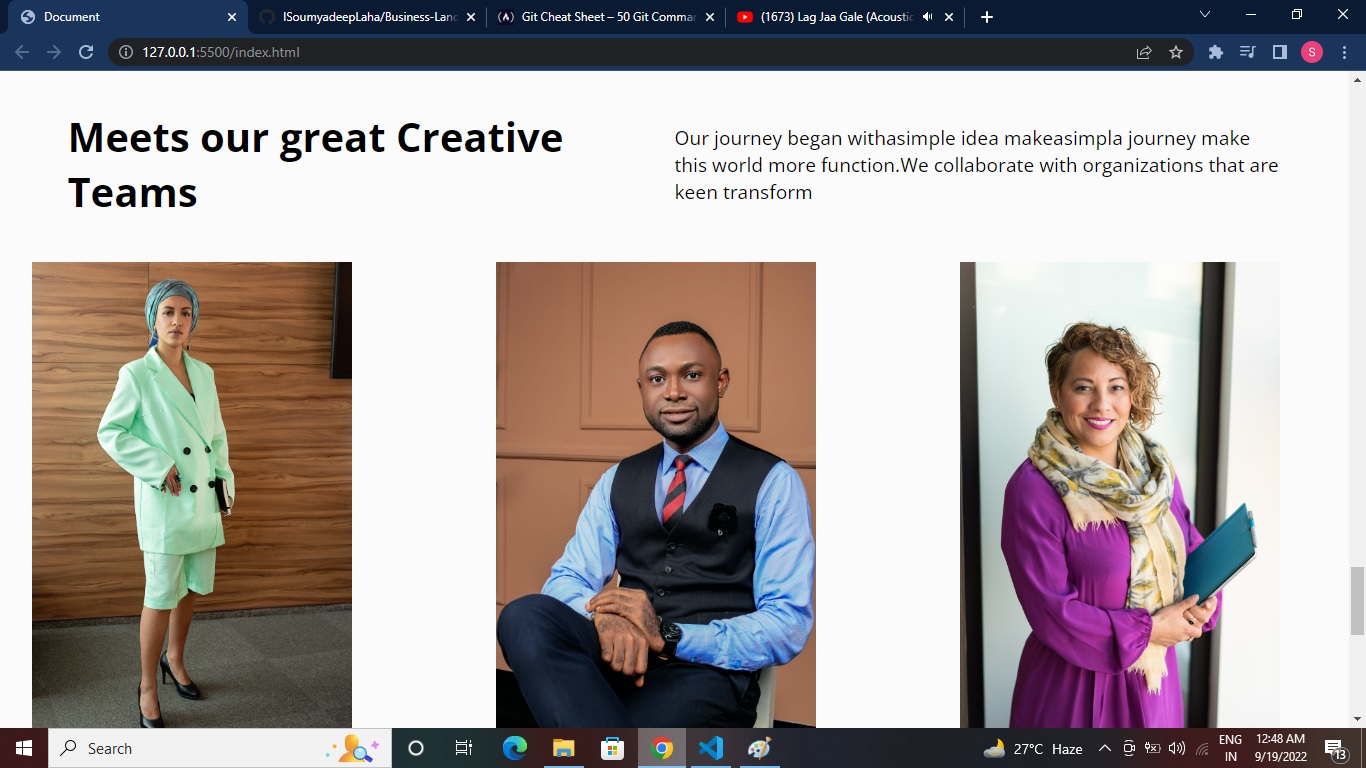 Document
ISoumyadeepLaha/Business-Lanc
Git Cheat Sheet – 50 Git Commar
(1673) Lag Jaa Gale (Acoustic
127.0.0.1:5500/index.html
S
Meets our great Creative
Teams
Our journey began withasimple idea makeasimpla journey make
this world more function.We collaborate with organizations that are
keen transform
Search
27°C Haze
ENG
IN
12:48 AM
9/19/2022
13